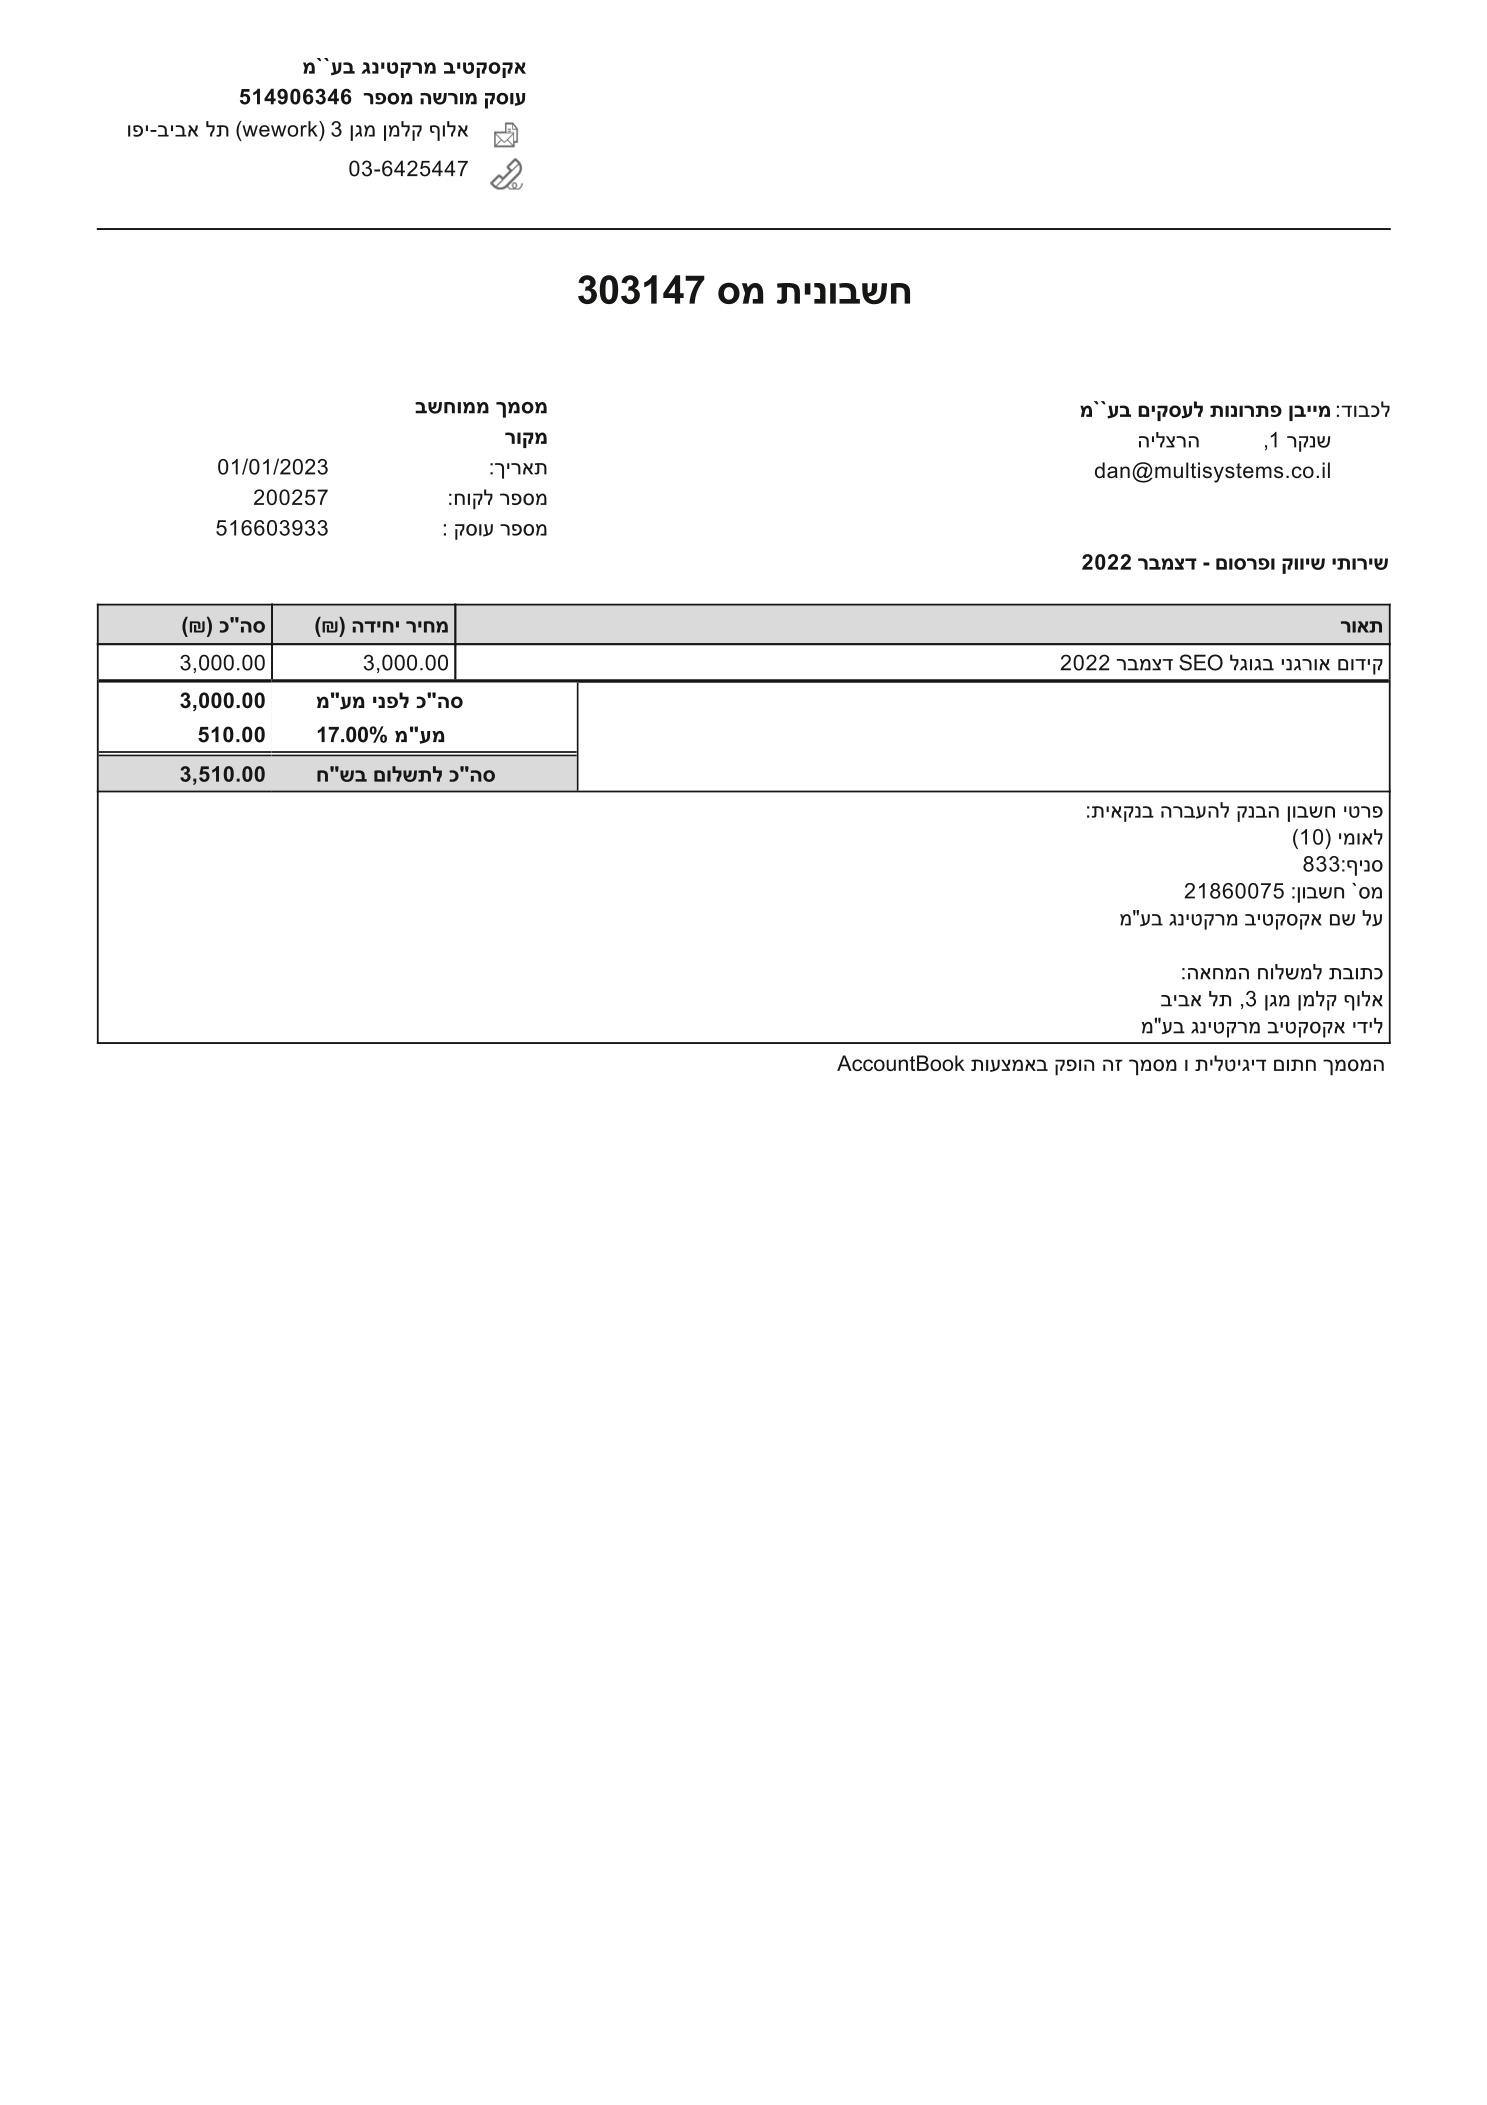 אקסקטיב מרקטינג בע``מ
עוסק מורשה מספר 514906346
אלוף קלמן מגן 3 (wework) תל אביב-יפו
03-6425447
חשבונית מס 303147
לכבוד: מייבן פתרונות לעסקים בע``מ
שנקר 1, הרצליה
dan@multisystems.co.il
מסמך ממוחשב
מקור
תאריך: 01/01/2023
מספר לקוח: 200257
מספר עוסק : 516603933
שירותי שיווק ופרסום - דצמבר 2022
תאור מחיר יחידה (₪) סה"כ (₪)
קידום אורגני בגוגל SEO דצמבר 2022 3,000.00 3,000.00
סה"כ לפני מע"מ 3,000.00
מע"מ 17.00% 510.00
סה"כ לתשלום בש"ח 3,510.00
פרטי חשבון הבנק להעברה בנקאית:
לאומי (10)
סניף:833
מס` חשבון: 21860075
על שם אקסקטיב מרקטינג בע"מ
כתובת למשלוח המחאה:
אלוף קלמן מגן 3, תל אביב
לידי אקסקטיב מרקטינג בע"מ
המסמך חתום דיגיטלית ו מסמך זה הופק באמצעות AccountBook